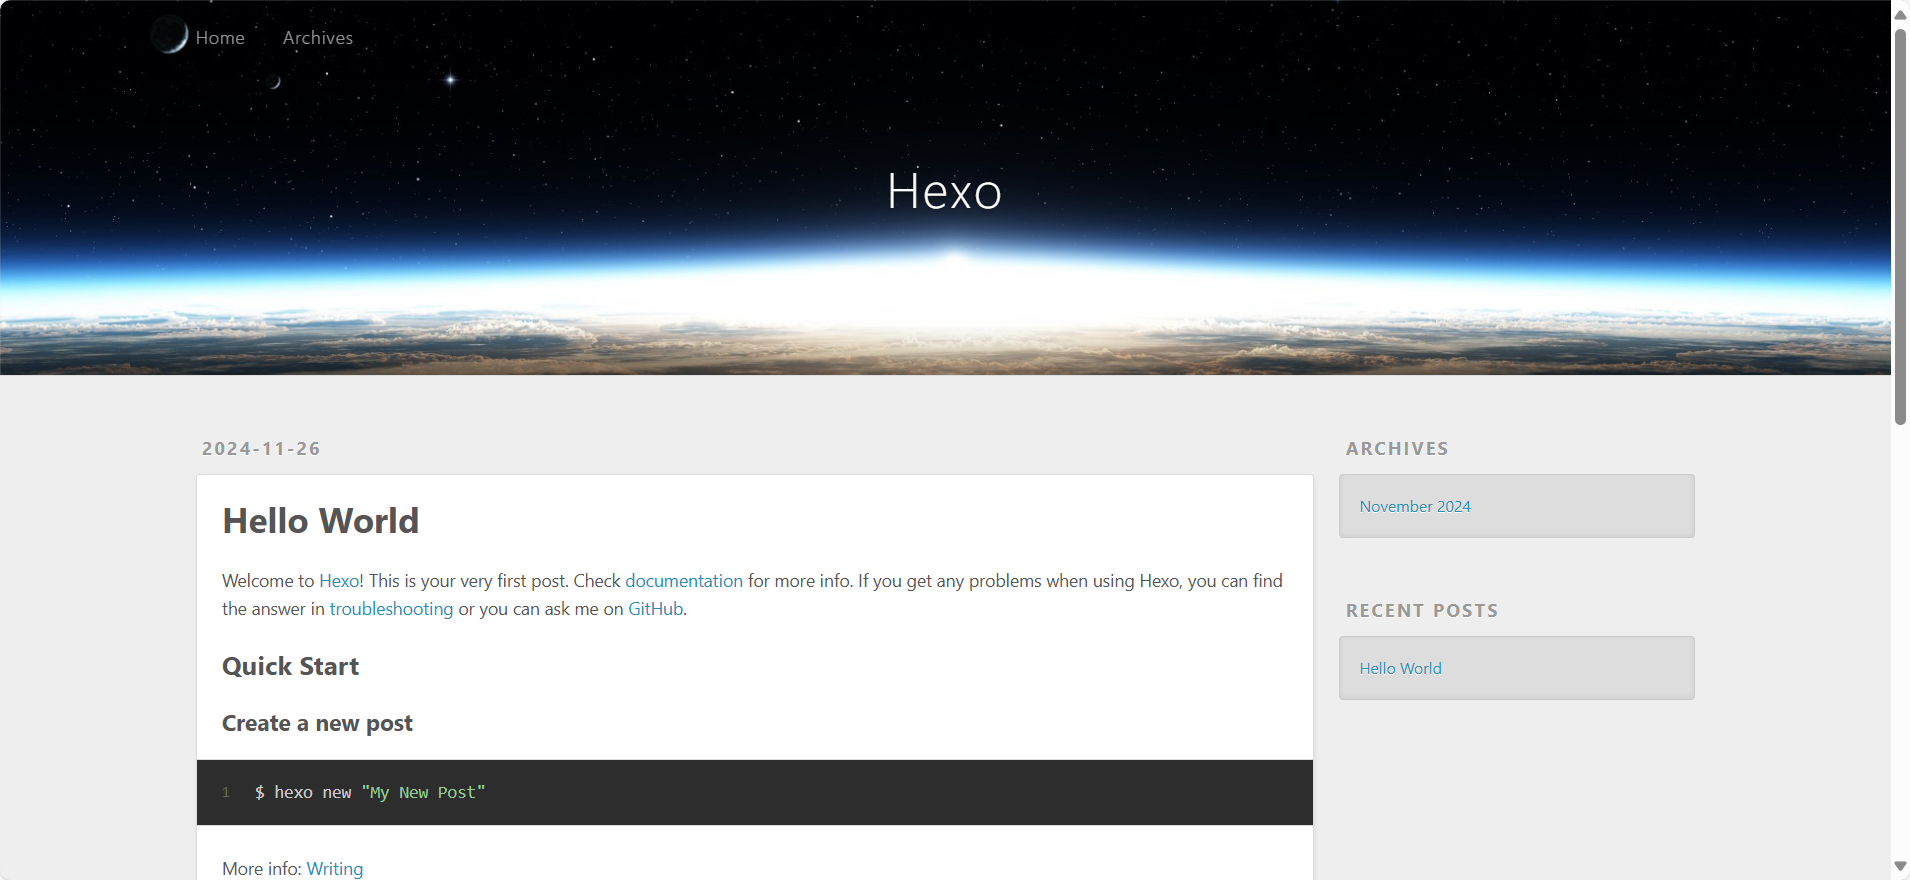 Home Archives
Hexo
2024-11-26
Hello World
Welcome to Hexo! This is your very first post. Check documentation for more info. If you get any problems when using Hexo, you can find
the answer in troubleshooting or you can ask me on GitHub.
Quick Start
Create a new post
1 $ hexo new "My New Post"
More info: Writing
ARCHIVES
November 2024
RECENT POSTS
Hello World